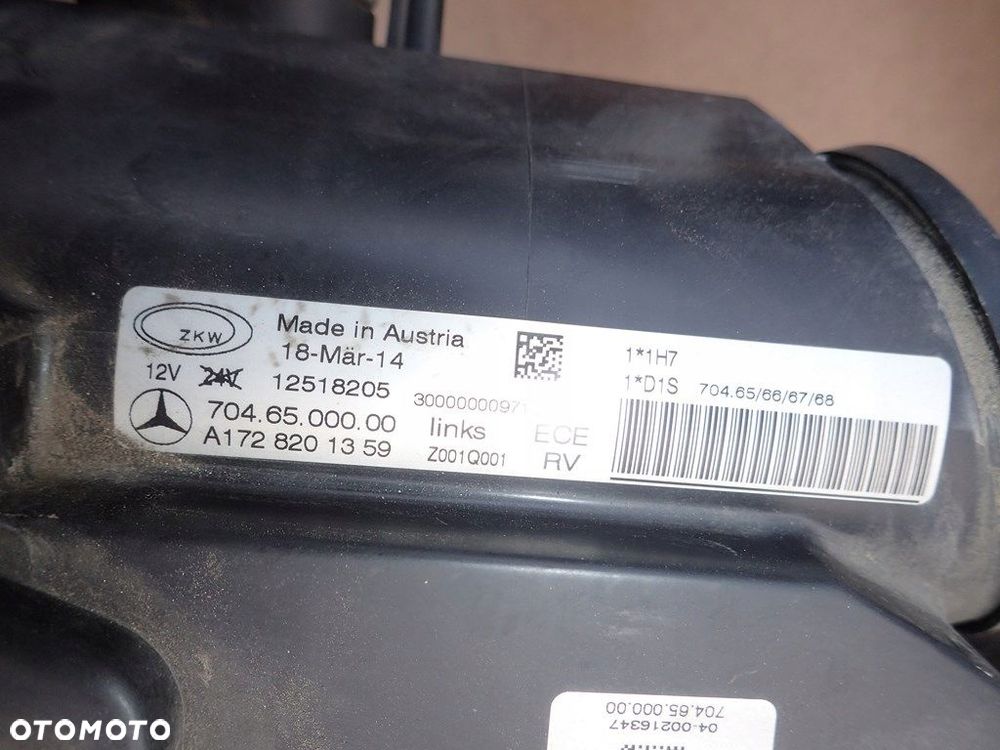 ZKW
Made in Austria
18-Mär-14
12V 24V 12518205
30000000971
704.65.000.00 links ECE
A172 820 13 59 Z001Q001 RV
1*1H7
1*D1S 704.65/66/67/68
04-00216347
704.65.000.00
OTOMOTO